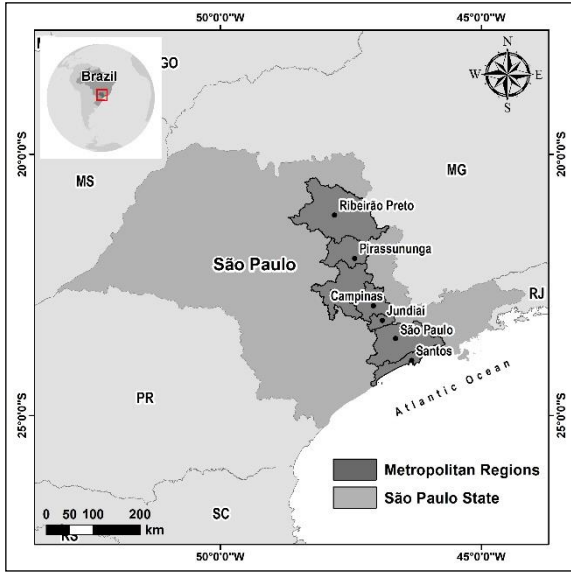 50°0'0"W 45°0'0"W
Brazil
GO
N
W E
S
20°0'0"S 20°0'0"S
MS
MG
Ribeirão Preto
Pirassununga
São Paulo
Campinas
Jundiaí
RJ
São Paulo
Santos
Atlantic Ocean
PR
25°0'0"S 25°0'0"S
Metropolitan Regions
São Paulo State
SC
0 50 100 200
km
RS
50°0'0"W 45°0'0"W